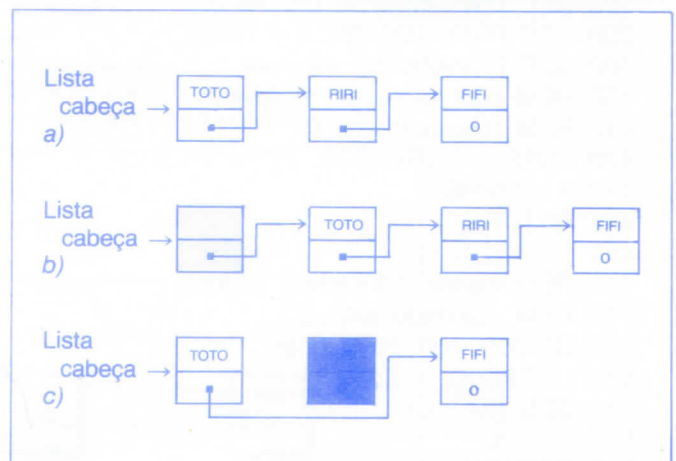 Lista
cabeça
a)
TOTO RIRI FIFI
0
Lista
cabeça
b)
TOTO RIRI FIFI
0
Lista
cabeça
c)
TOTO FIFI
0